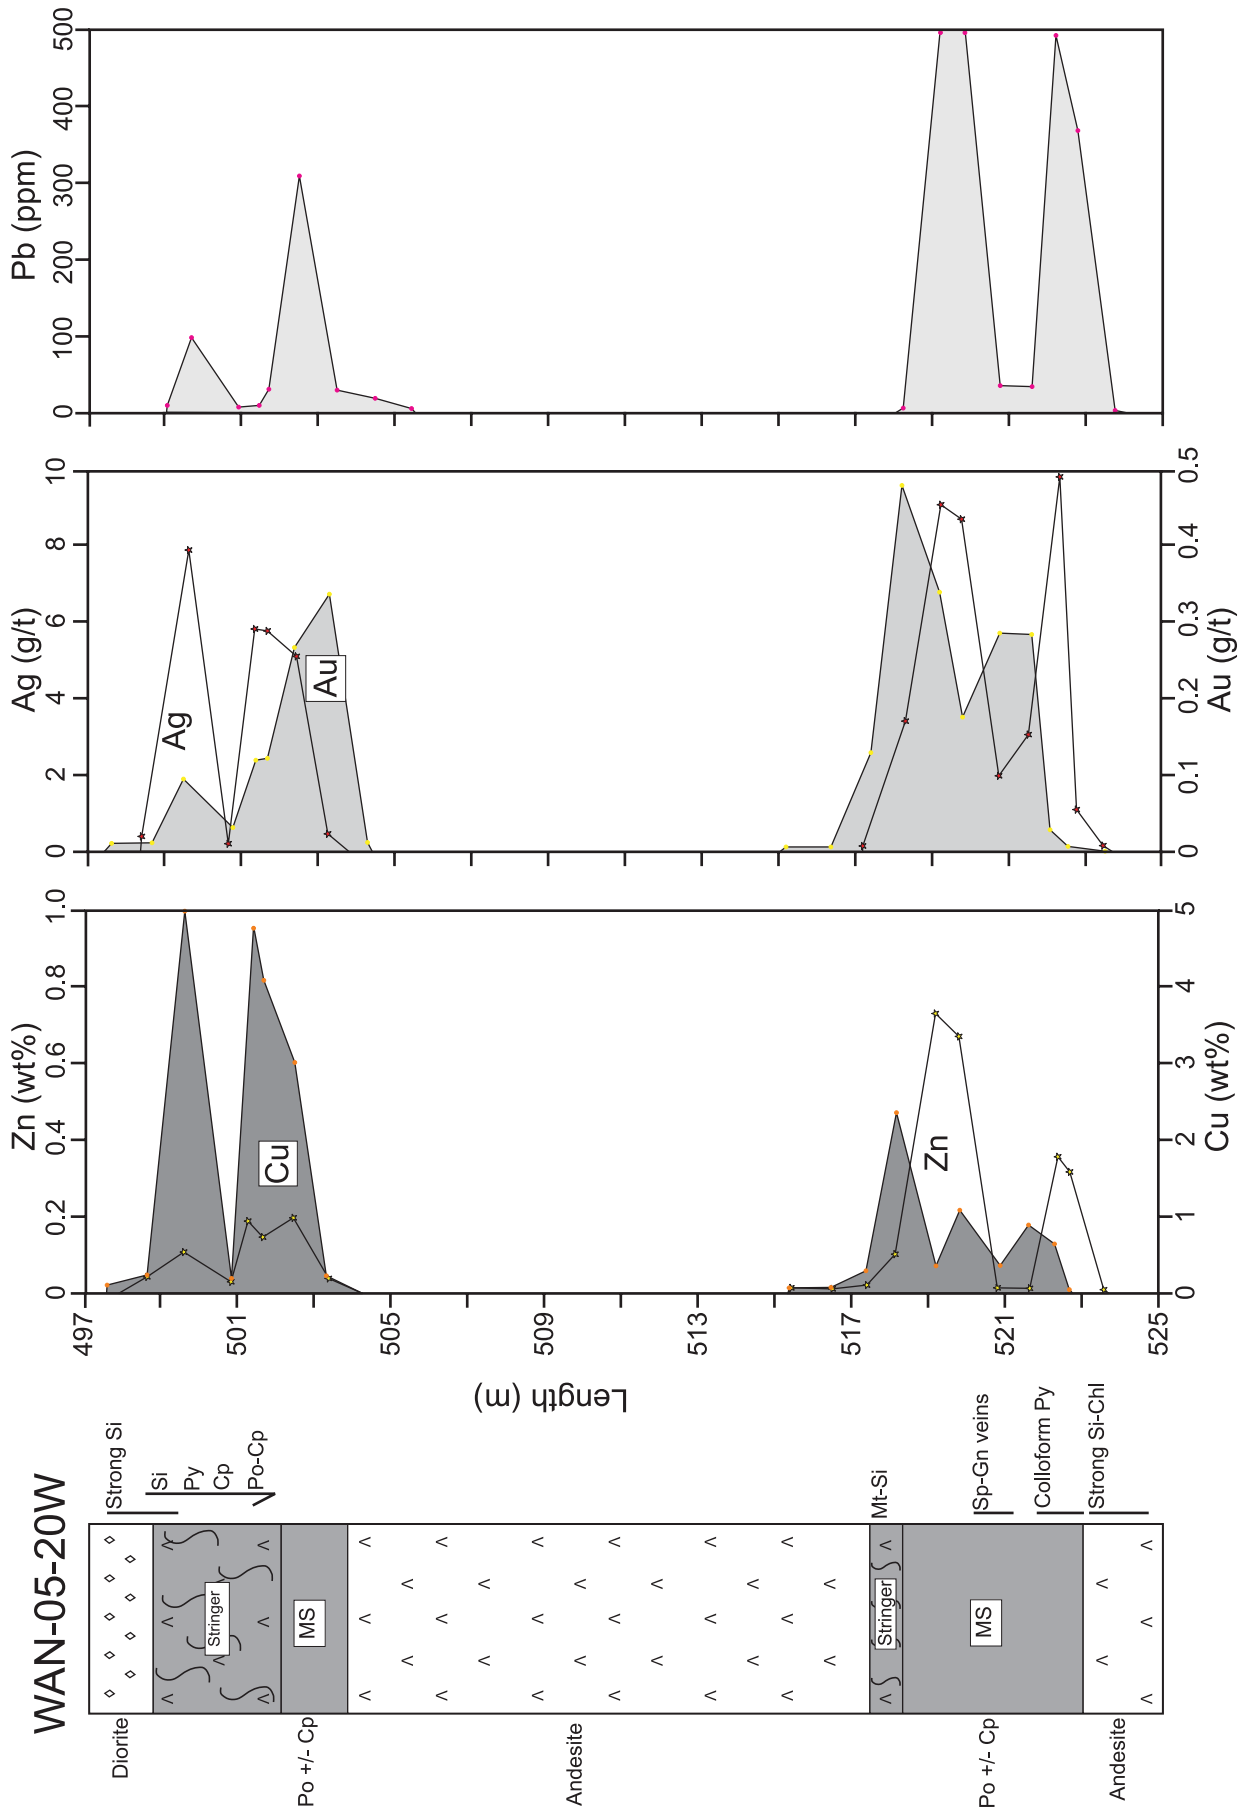 WAN-05-20W
Diorite
Po +/- Cp
Andesite
Po +/- Cp
Andesite
Stringer
MS
Stringer
MS
Strong Si
Si
Py
Cp
Po-Cp
Mt-Si
Sp-Gn veins
Colloform Py
Strong Si-Chl
Length (m)
497
501
505
509
513
517
521
525
Zn (wt%)
0
0.2
0.4
0.6
0.8
1.0
Cu
Zn
Cu (wt%)
0
1
2
3
4
5
Ag (g/t)
0
2
4
6
8
10
Ag
Au
Au (g/t)
0
0.1
0.2
0.3
0.4
0.5
Pb (ppm)
0
100
200
300
400
500